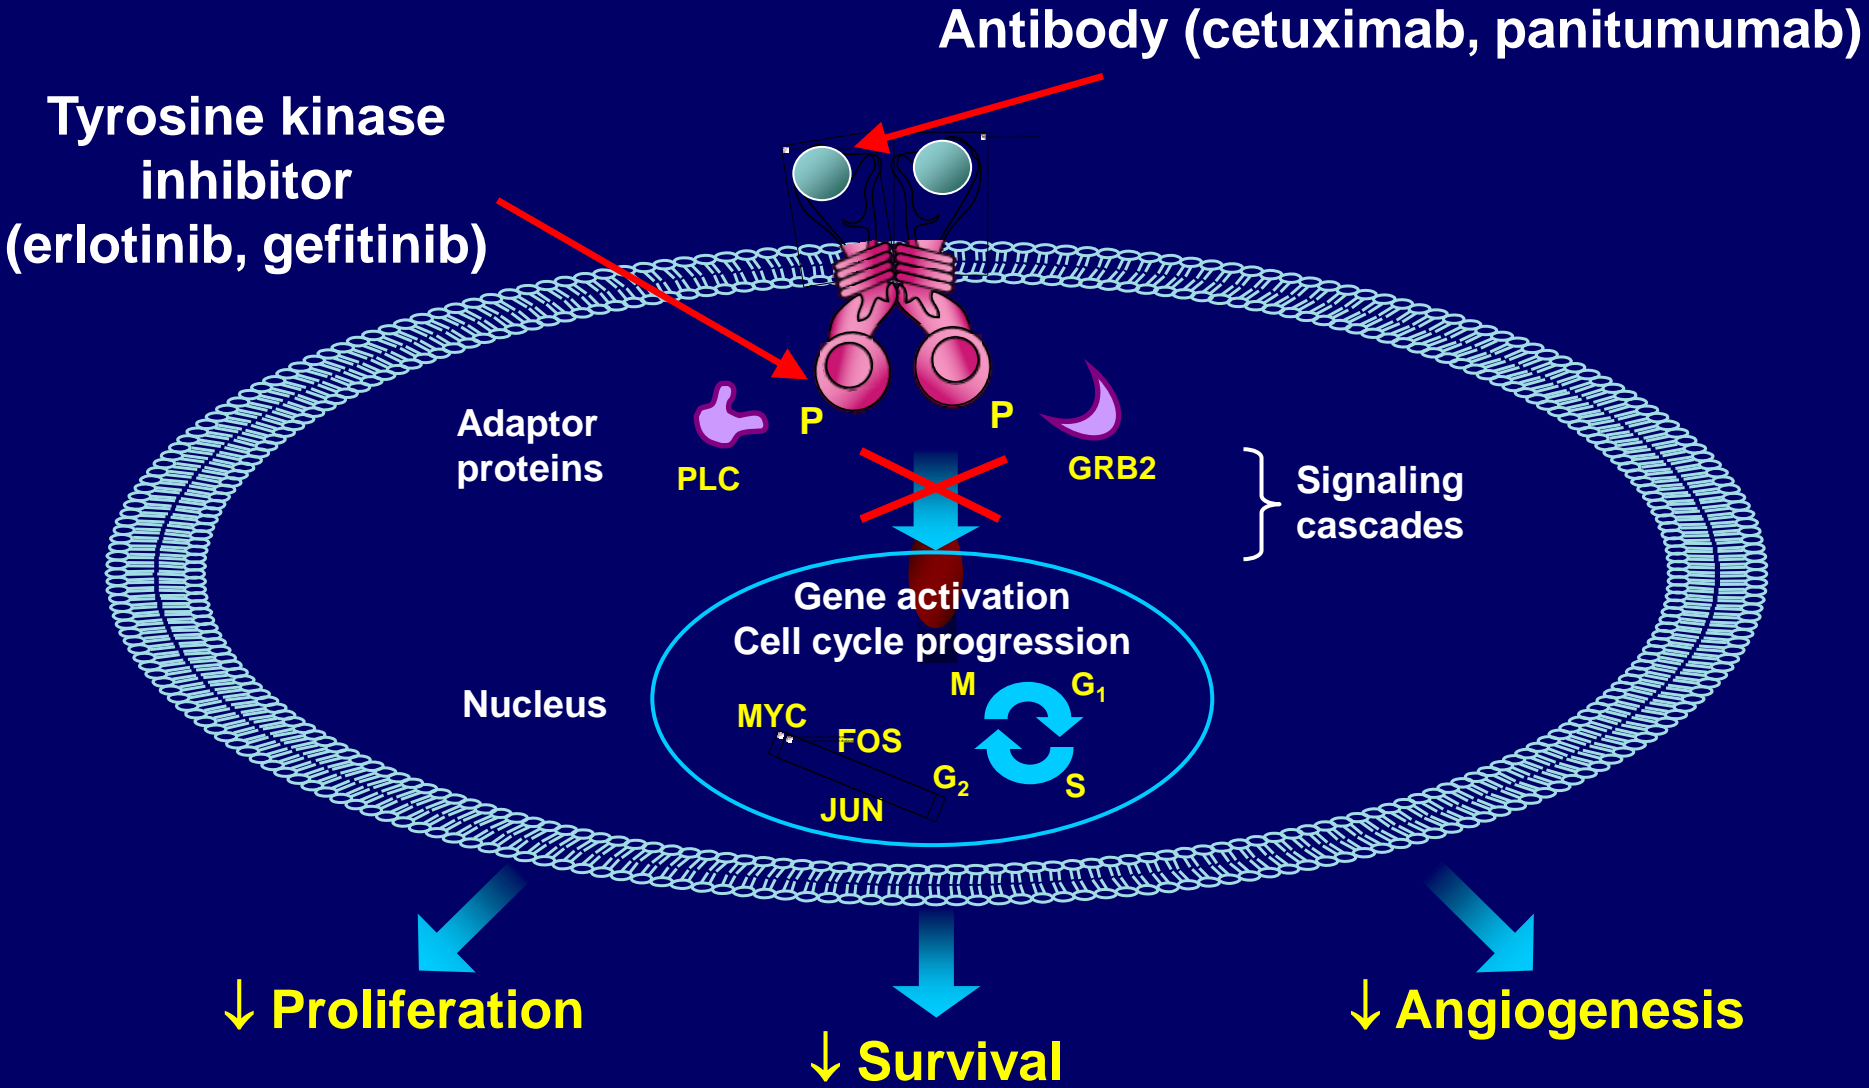 Antibody (cetuximab, panitumumab)
Tyrosine kinase
inhibitor
(erlotinib, gefitinib)
Adaptor
proteins
PLC
P
P
GRB2
Signaling
cascades
Gene activation
Cell cycle progression
Nucleus
M
G₁
MYC
FOS
G₂
S
JUN
↓ Proliferation
↓ Survival
↓ Angiogenesis